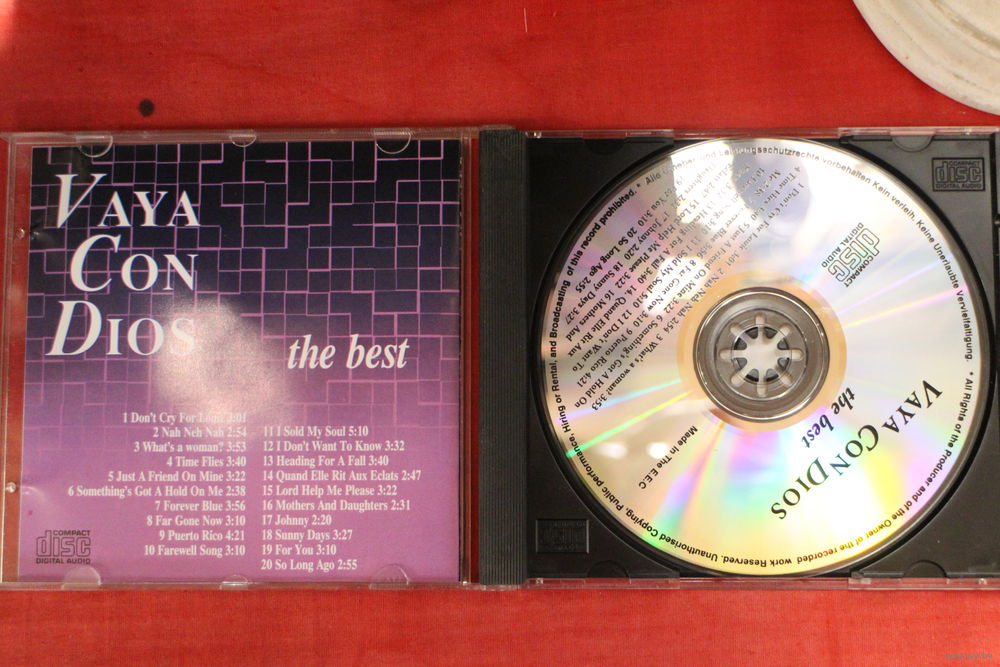 VAYA
CON
DIOS
the best
1 Don't Cry For Louie 3:01
2 Nah Neh Nah 2:54
3 What's a woman? 3:53
4 Time Flies 3:40
5 Just A Friend On Mine 3:22
6 Something's Got A Hold On Me 2:38
7 Forever Blue 3:56
8 Far Gone Now 3:10
9 Puerto Rico 4:21
10 Farewell Song 3:10
11 I Sold My Soul 5:10
12 I Don't Want To Know 3:32
13 Heading For A Fall 3:40
14 Quand Elle Rit Aux Eclats 2:47
15 Lord Help Me Please 3:22
16 Mothers And Daughters 2:31
17 Johnny 2:20
18 Sunny Days 3:27
19 For You 3:10
20 So Long Ago 2:55
COMPACT
disc
DIGITAL AUDIO
COMPACT
disc
DIGITAL AUDIO
COMPACT
disc
DIGITAL AUDIO
VAYA CON DIOS
the best
Made In The E.E.C
vorbehalten Kein verleih. Keine Unerlaubte Vervielfältigung. * All Rights of the Producer and of the Owner of the recorded work Reserved. Unauthorised Copying, Public performance, Hiring or Rental, and Broadcasting of this record prohibited. *